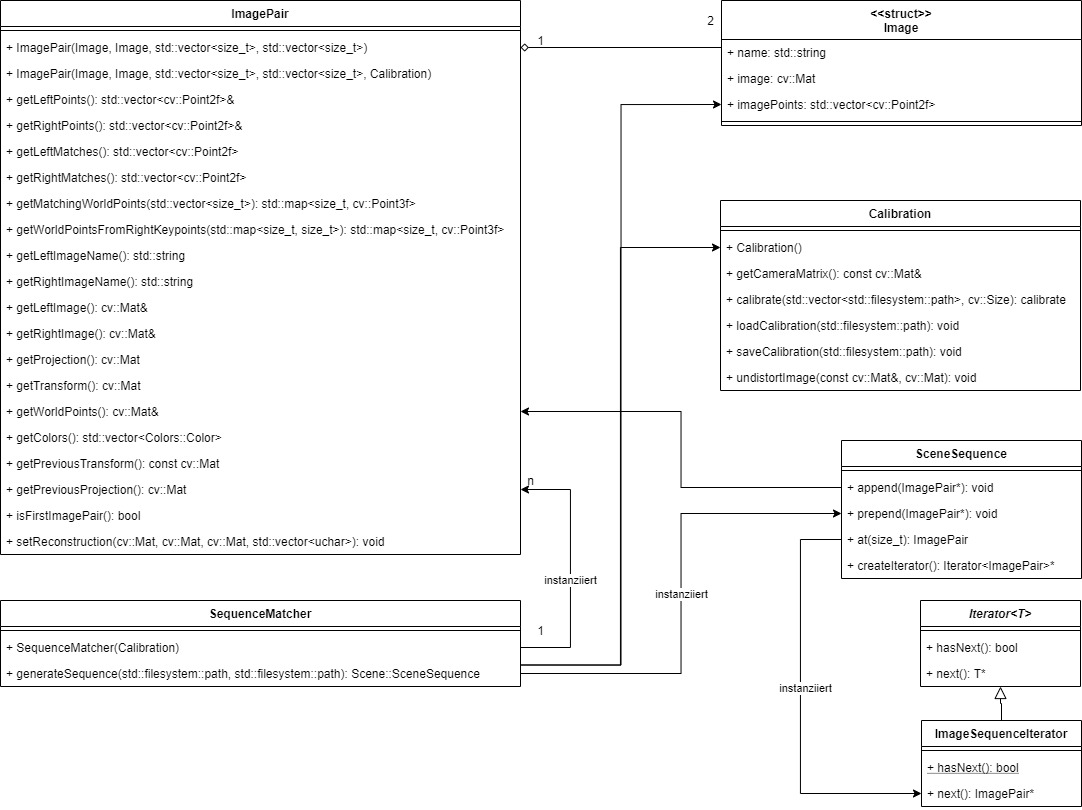 ImagePair
+ ImagePair(Image, Image, std::vector<size_t>, std::vector<size_t>)
+ ImagePair(Image, Image, std::vector<size_t>, std::vector<size_t>, Calibration)
+ getLeftPoints(): std::vector<cv::Point2f>&
+ getRightPoints(): std::vector<cv::Point2f>&
+ getLeftMatches(): std::vector<cv::Point2f>
+ getRightMatches(): std::vector<cv::Point2f>
+ getMatchingWorldPoints(std::vector<size_t>): std::map<size_t, cv::Point3f>
+ getWorldPointsFromRightKeypoints(std::map<size_t, size_t>): std::map<size_t, cv::Point3f>
+ getLeftImageName(): std::string
+ getRightImageName(): std::string
+ getLeftImage(): cv::Mat&
+ getRightImage(): cv::Mat&
+ getProjection(): cv::Mat
+ getTransform(): cv::Mat
+ getWorldPoints(): cv::Mat&
+ getColors(): std::vector<Colors::Color>
+ getPreviousTransform(): const cv::Mat
+ getPreviousProjection(): cv::Mat
+ isFirstImagePair(): bool
+ setReconstruction(cv::Mat, cv::Mat, cv::Mat, std::vector<uchar>): void
1
2
<<struct>>
Image
+ name: std::string
+ image: cv::Mat
+ imagePoints: std::vector<cv::Point2f>
Calibration
+ Calibration()
+ getCameraMatrix(): const cv::Mat&
+ calibrate(std::vector<std::filesystem::path>, cv::Size): calibrate
+ loadCalibration(std::filesystem::path): void
+ saveCalibration(std::filesystem::path): void
+ undistortImage(const cv::Mat&, cv::Mat): void
SceneSequence
+ append(ImagePair*): void
+ prepend(ImagePair*): void
+ at(size_t): ImagePair
+ createIterator(): Iterator<ImagePair>*
n
instanziiert
instanziiert
1
SequenceMatcher
+ SequenceMatcher(Calibration)
+ generateSequence(std::filesystem::path, std::filesystem::path): Scene::SceneSequence
Iterator<T>
+ hasNext(): bool
+ next(): T*
instanziiert
ImageSequenceIterator
+ hasNext(): bool
+ next(): ImagePair*